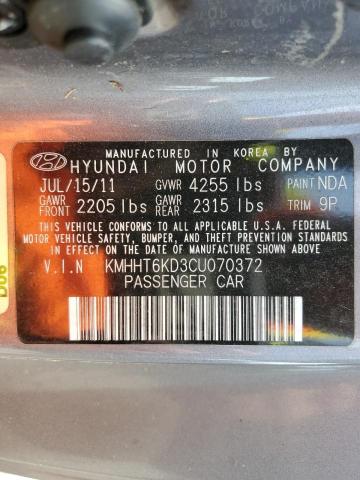 MANUFACTURED IN KOREA BY
HYUNDAI MOTOR COMPANY
JUL/15/11 GVWR 4255 lbs PAINT NDA
GAWR FRONT 2205 lbs GAWR REAR 2315 lbs TRIM 9P
THIS VEHICLE CONFORMS TO ALL APPLICABLE U.S.A. FEDERAL
MOTOR VEHICLE SAFETY, BUMPER, AND THEFT PREVENTION
STANDARDS IN EFFECT ON THE DATE OF MANUFACTURE SHOWN ABOVE
V.I.N KMHHT6KD3CU070372
PASSENGER CAR